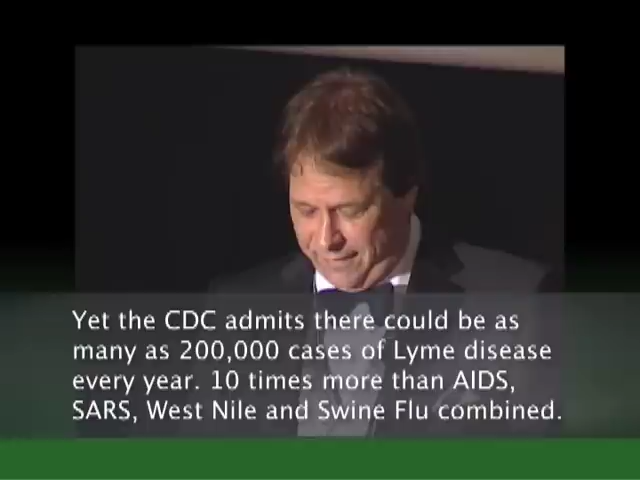 Yet the CDC admits there could be as
many as 200,000 cases of Lyme disease
every year. 10 times more than AIDS,
SARS, West Nile and Swine Flu combined.